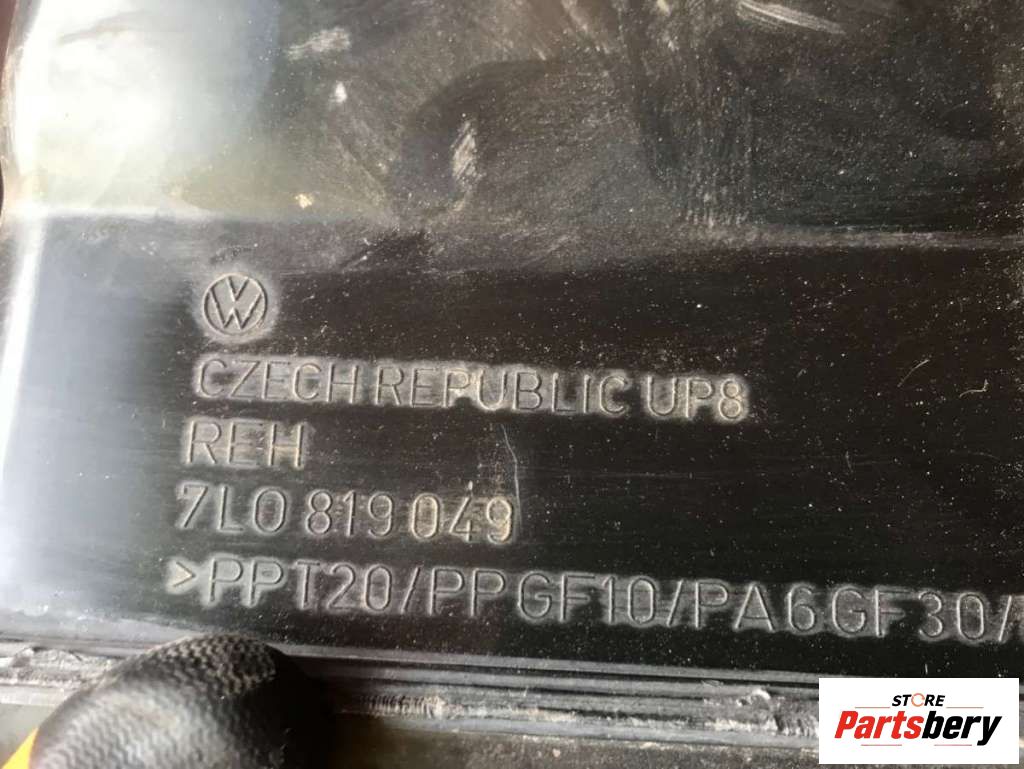 VW
CZECH REPUBLIC UP8
REH
7L0 819 049
>PPT20/PPGF10/PA6GF30/
STORE
Partsbery